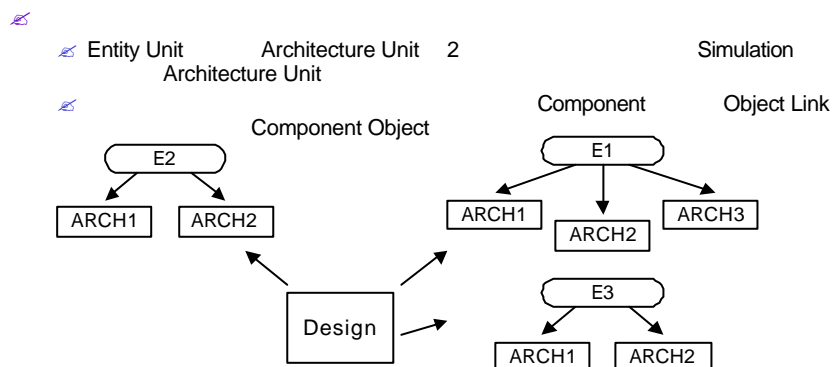 Entity Unit Architecture Unit 2 Simulation
Architecture Unit
Component Object Link
Component Object
E2
E1
ARCH1 ARCH2
ARCH1 ARCH2 ARCH3
E3
Design
ARCH1 ARCH2